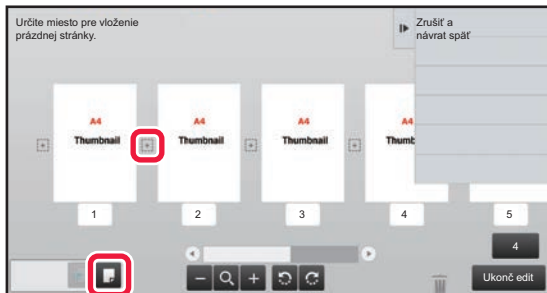 Určite miesto pre vloženie
prázdnej stránky.
Zrušiť a
návrat späť
A4
Thumbnail
A4
Thumbnail
A4
Thumbnail
A4
Thumb
1
2
3
4
5
4
Ukonč edit